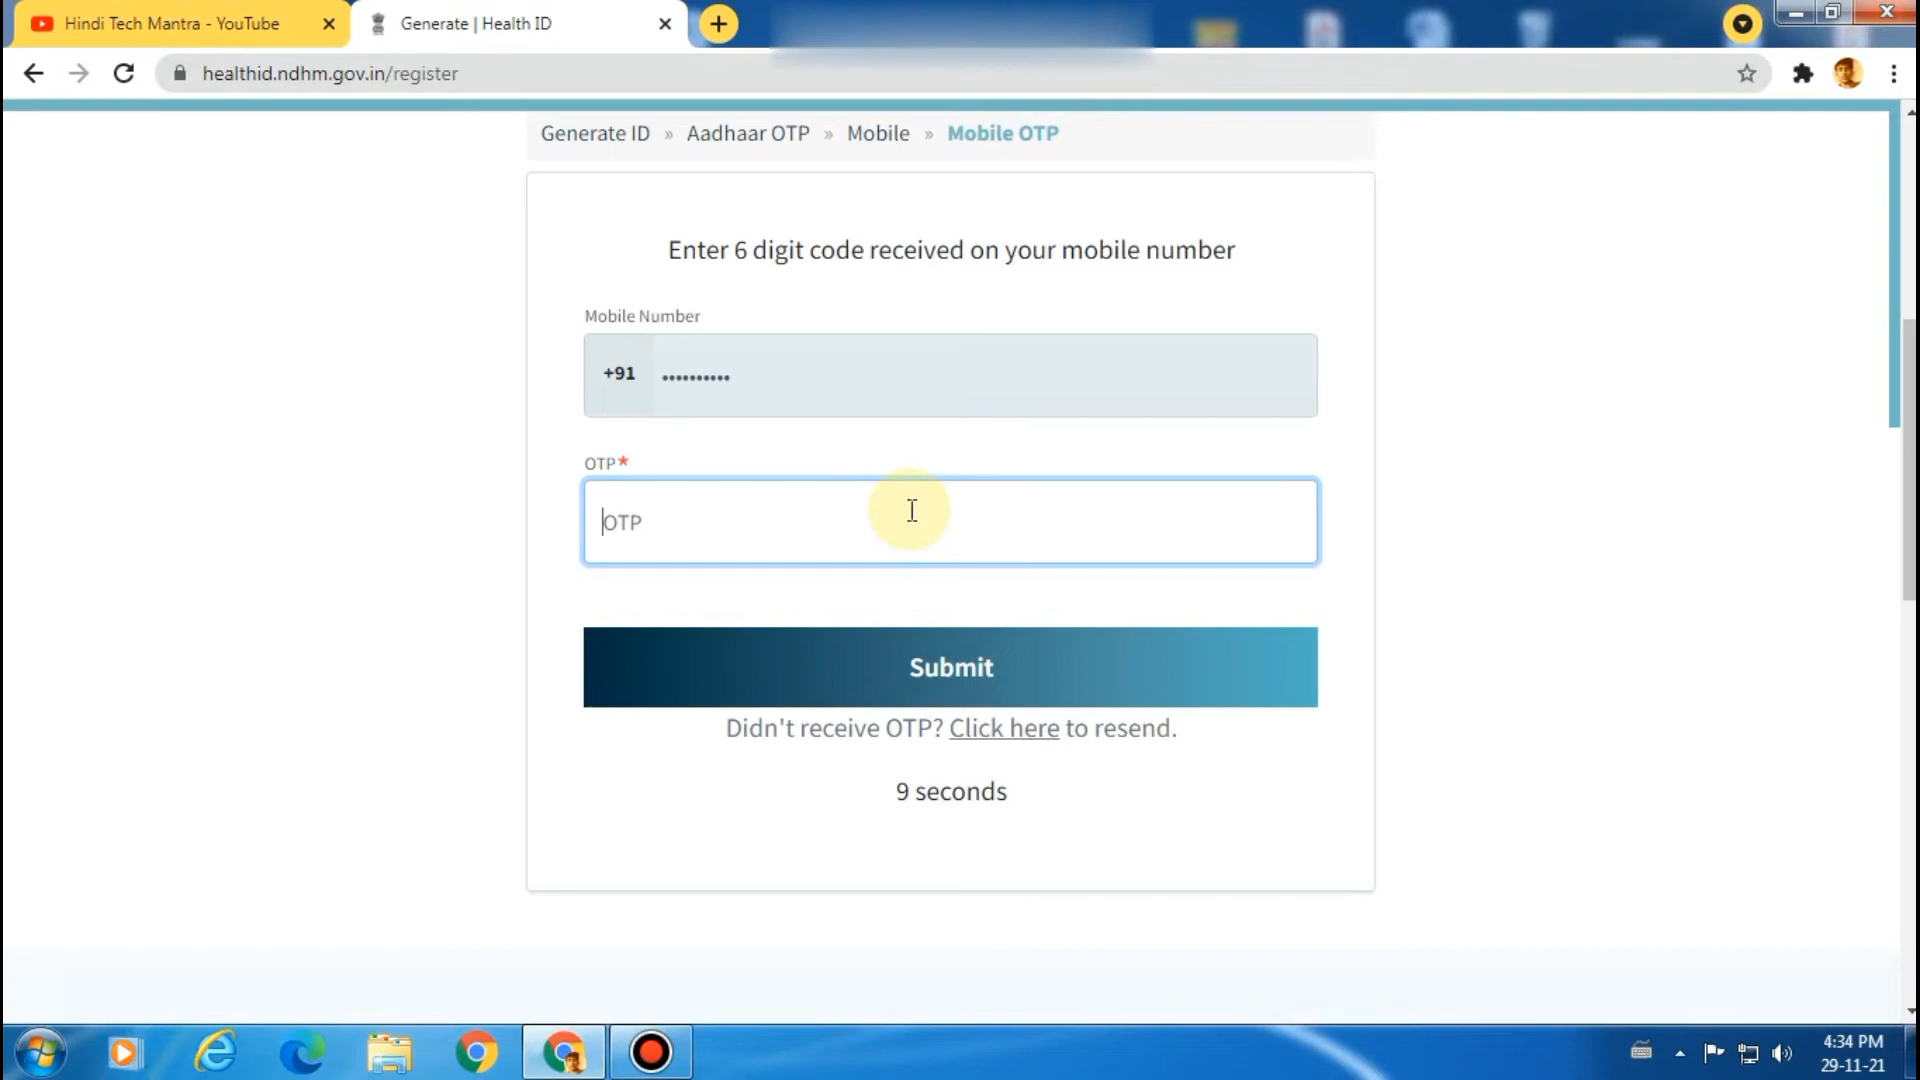 Hindi Tech Mantra - YouTube
Generate | Health ID
healthid.ndhm.gov.in/register
Generate ID » Aadhaar OTP » Mobile » Mobile OTP
Enter 6 digit code received on your mobile number
Mobile Number
+91 ••••••••••
OTP*
OTP
Submit
Didn't receive OTP? Click here to resend.
9 seconds
4:34 PM
29-11-21